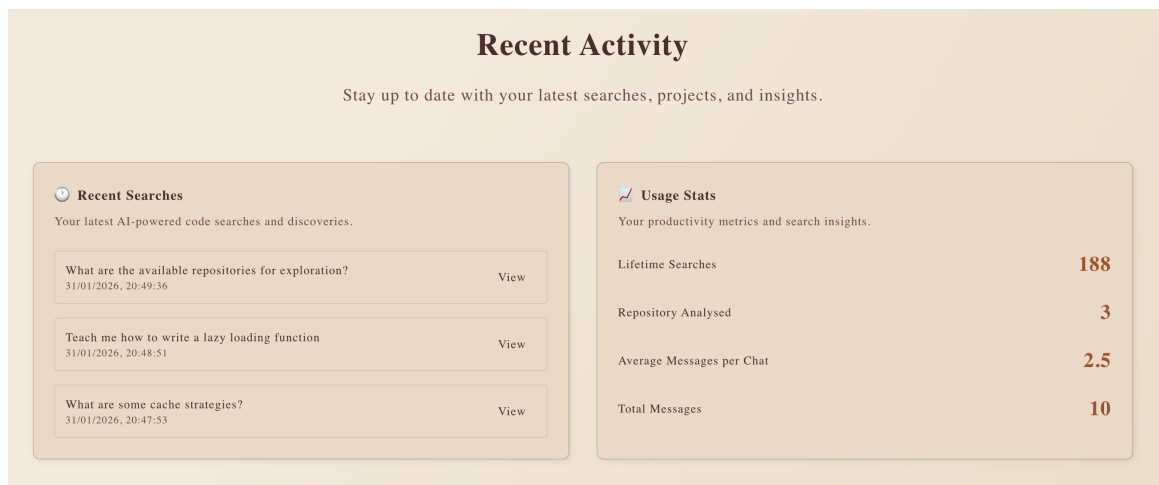 Recent Activity
Stay up to date with your latest searches, projects, and insights.
Recent Searches
Your latest AI-powered code searches and discoveries.
What are the available repositories for exploration?
31/01/2026, 20:49:36
View
Teach me how to write a lazy loading function
31/01/2026, 20:48:51
View
What are some cache strategies?
31/01/2026, 20:47:53
View
Usage Stats
Your productivity metrics and search insights.
Lifetime Searches 188
Repository Analysed 3
Average Messages per Chat 2.5
Total Messages 10